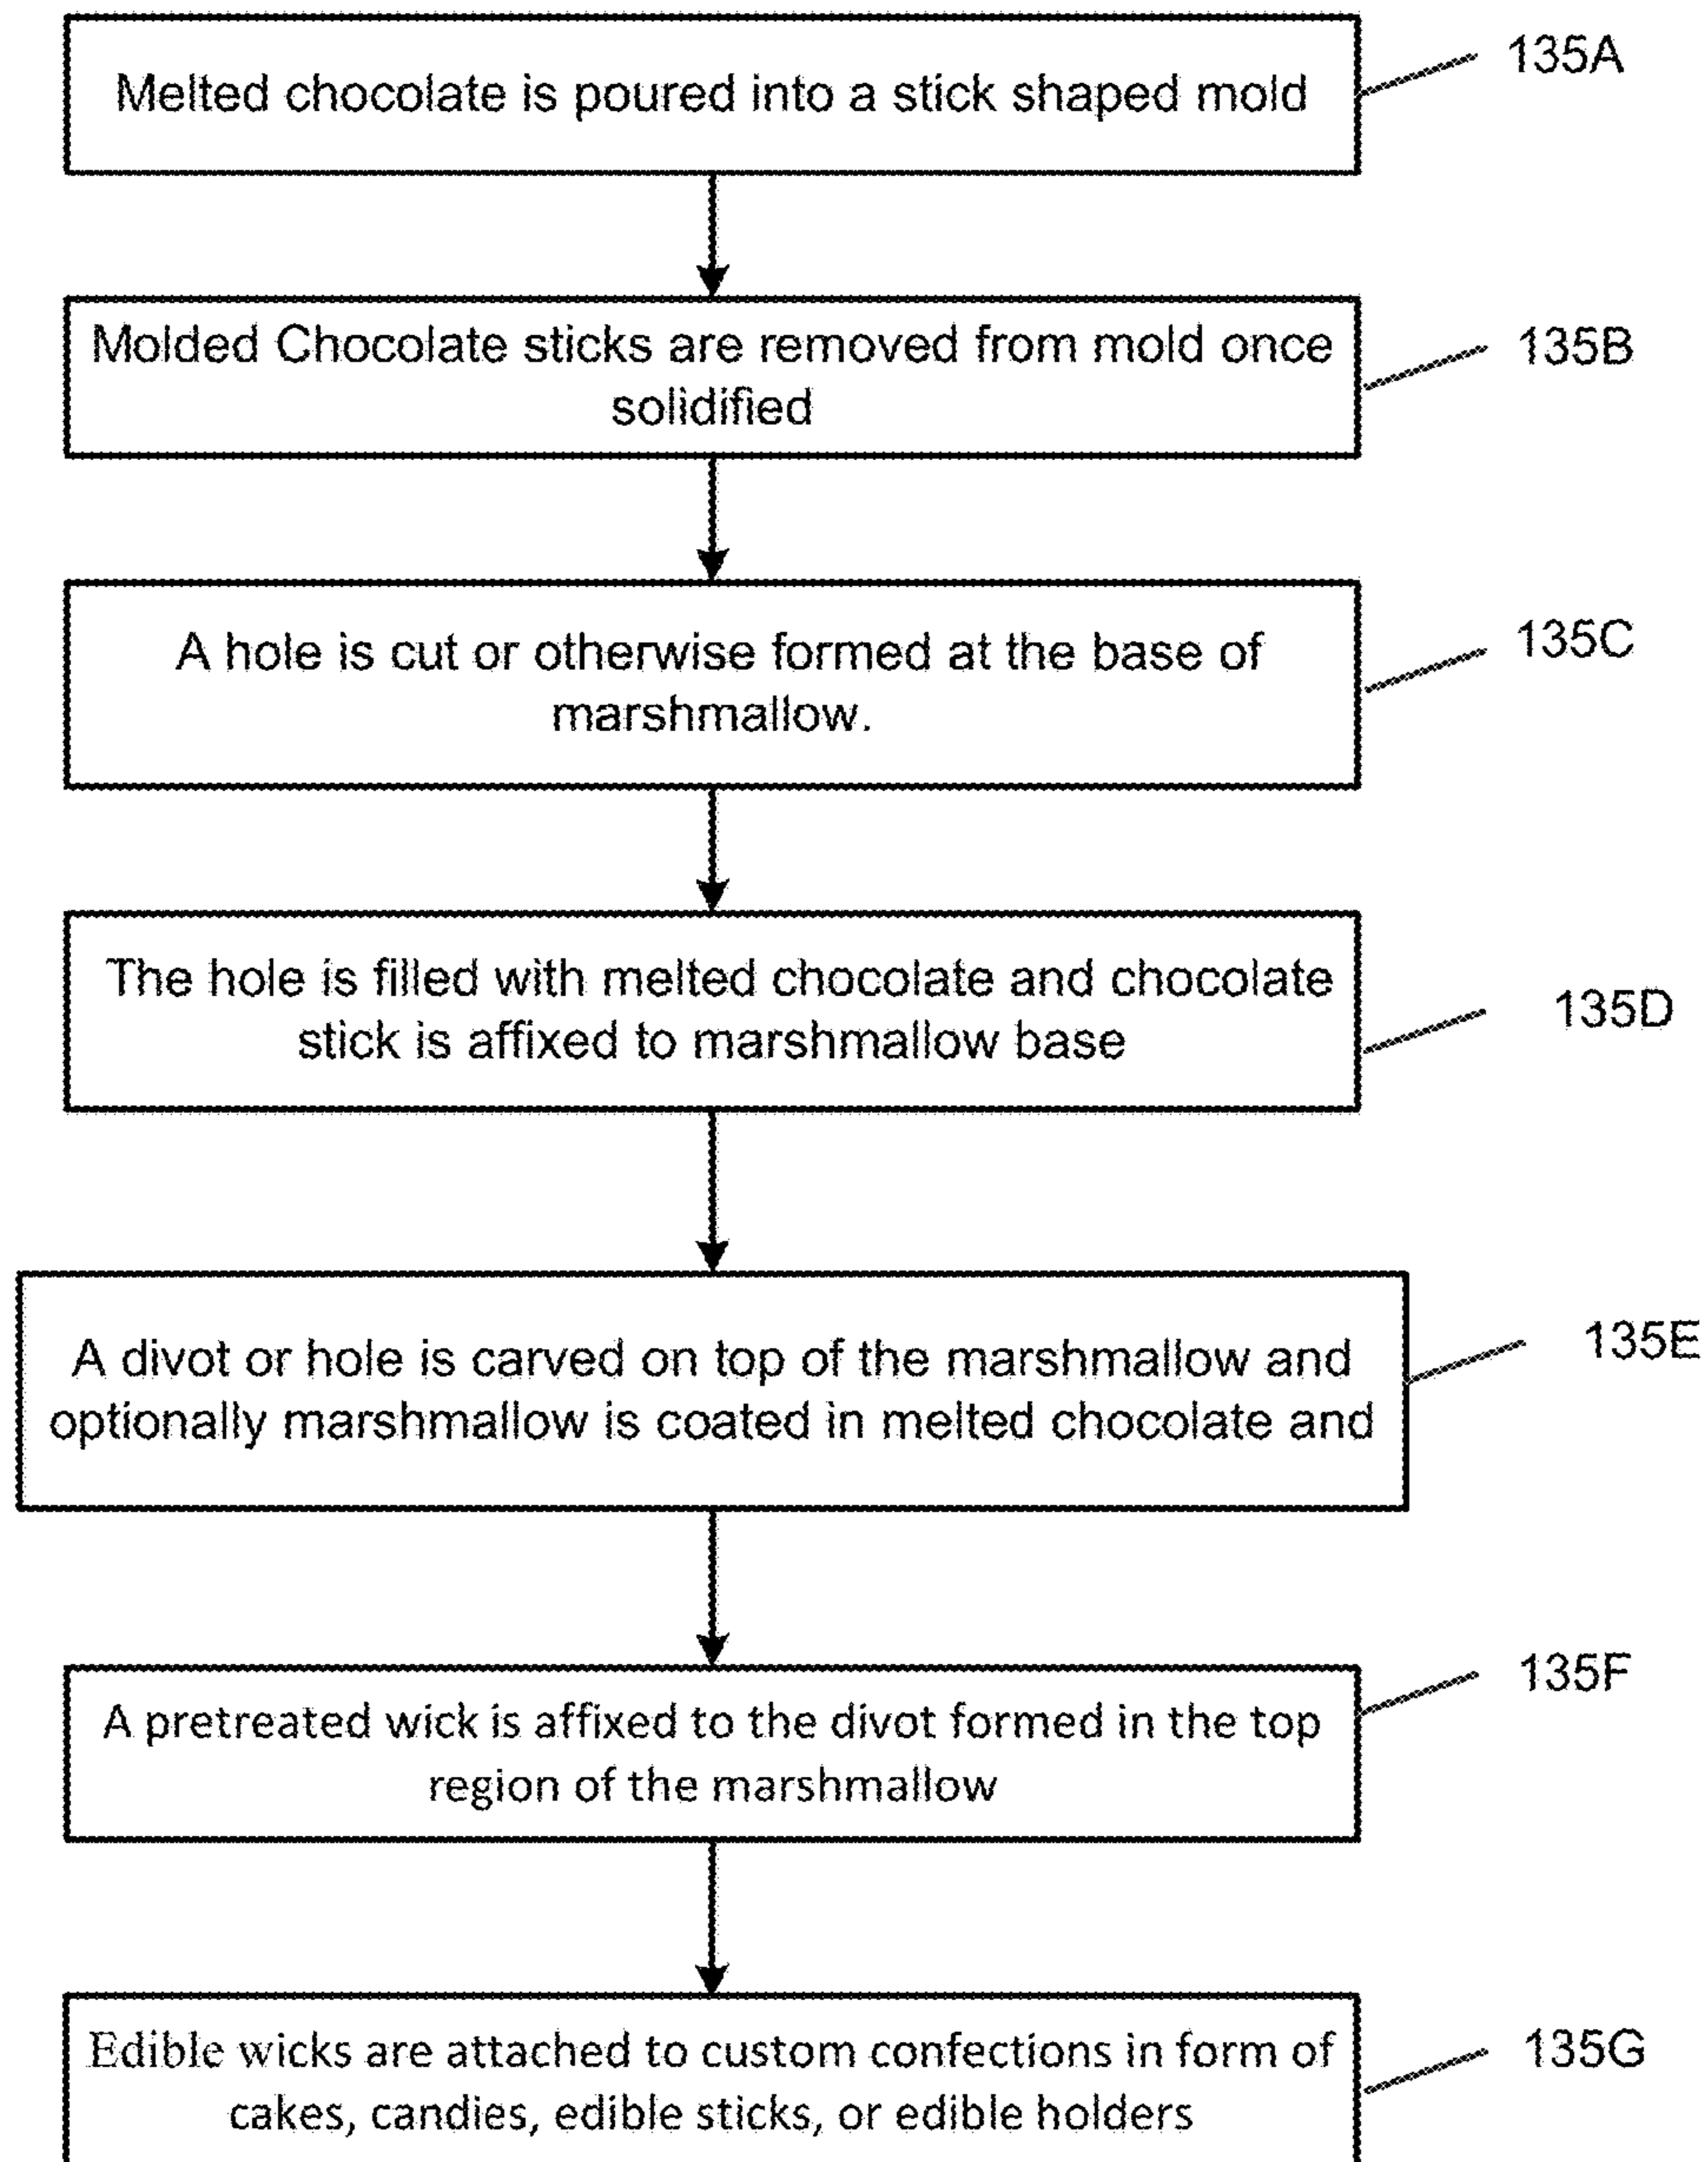 Melted chocolate is poured into a stick shaped mold
135A
Molded Chocolate sticks are removed from mold once
solidified
135B
A hole is cut or otherwise formed at the base of
marshmallow.
135C
The hole is filled with melted chocolate and chocolate
stick is affixed to marshmallow base
135D
A divot or hole is carved on top of the marshmallow and
optionally marshmallow is coated in melted chocolate and
135E
A pretreated wick is affixed to the divot formed in the top
region of the marshmallow
135F
Edible wicks are attached to custom confections in form of
cakes, candies, edible sticks, or edible holders
135G